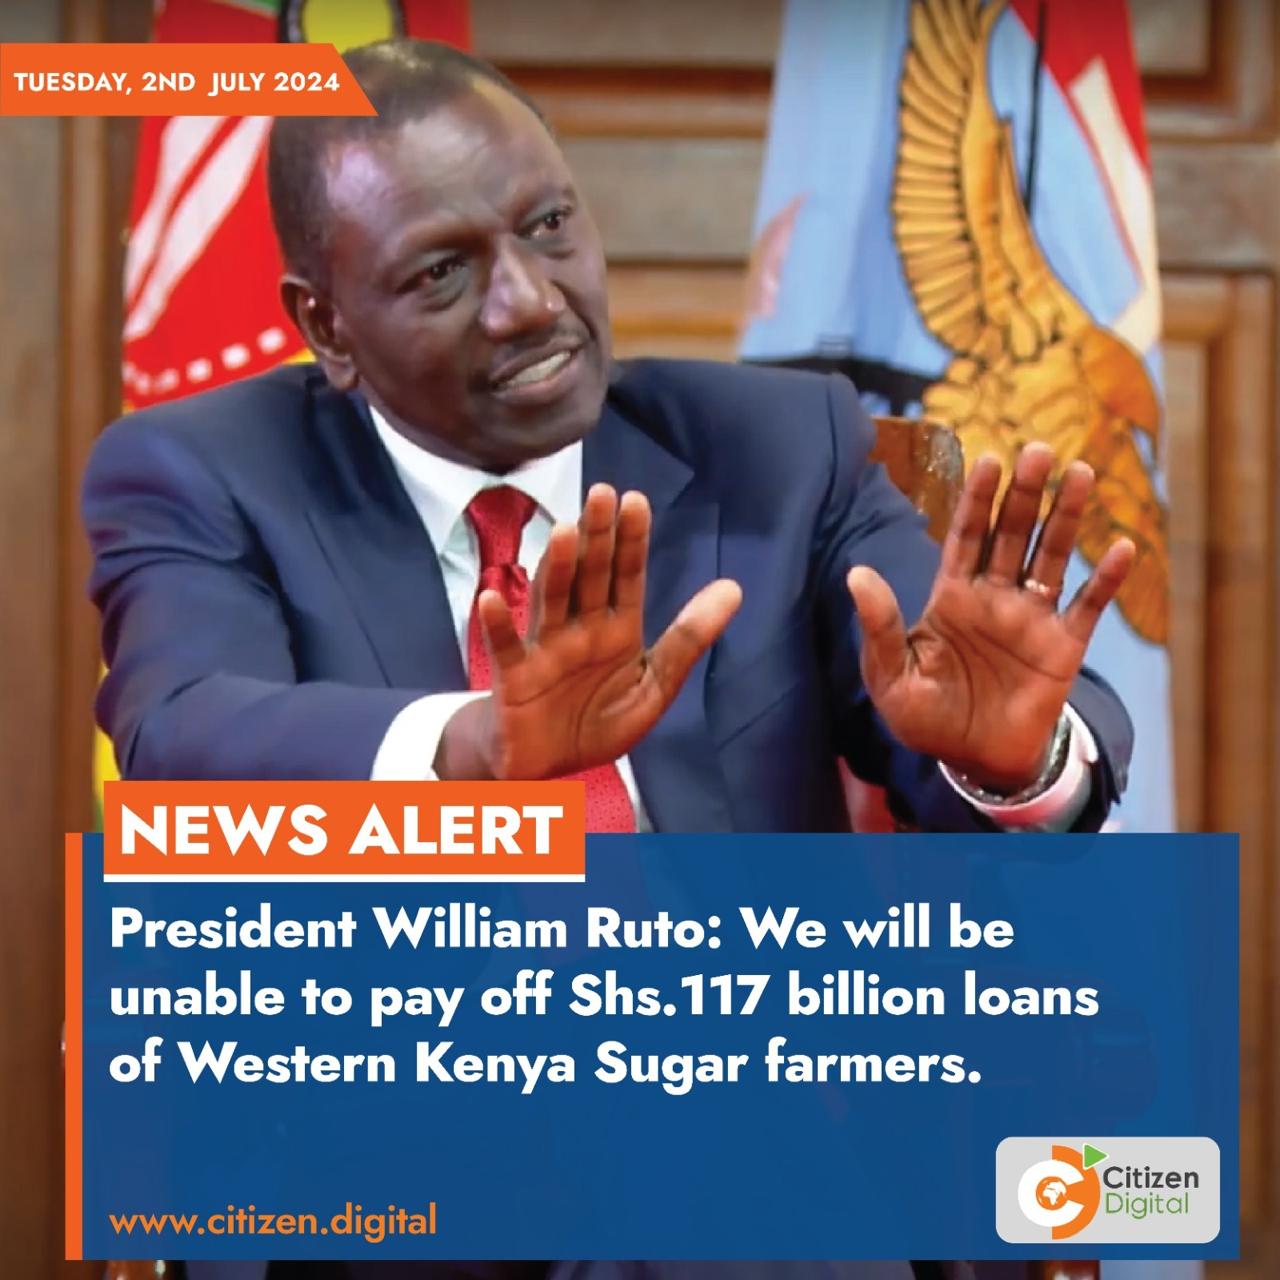 TUESDAY, 2ND JULY 2024
NEWS ALERT
President William Ruto: We will be
unable to pay off Shs.117 billion loans
of Western Kenya Sugar farmers.
www.citizen.digital
Citizen
Digital